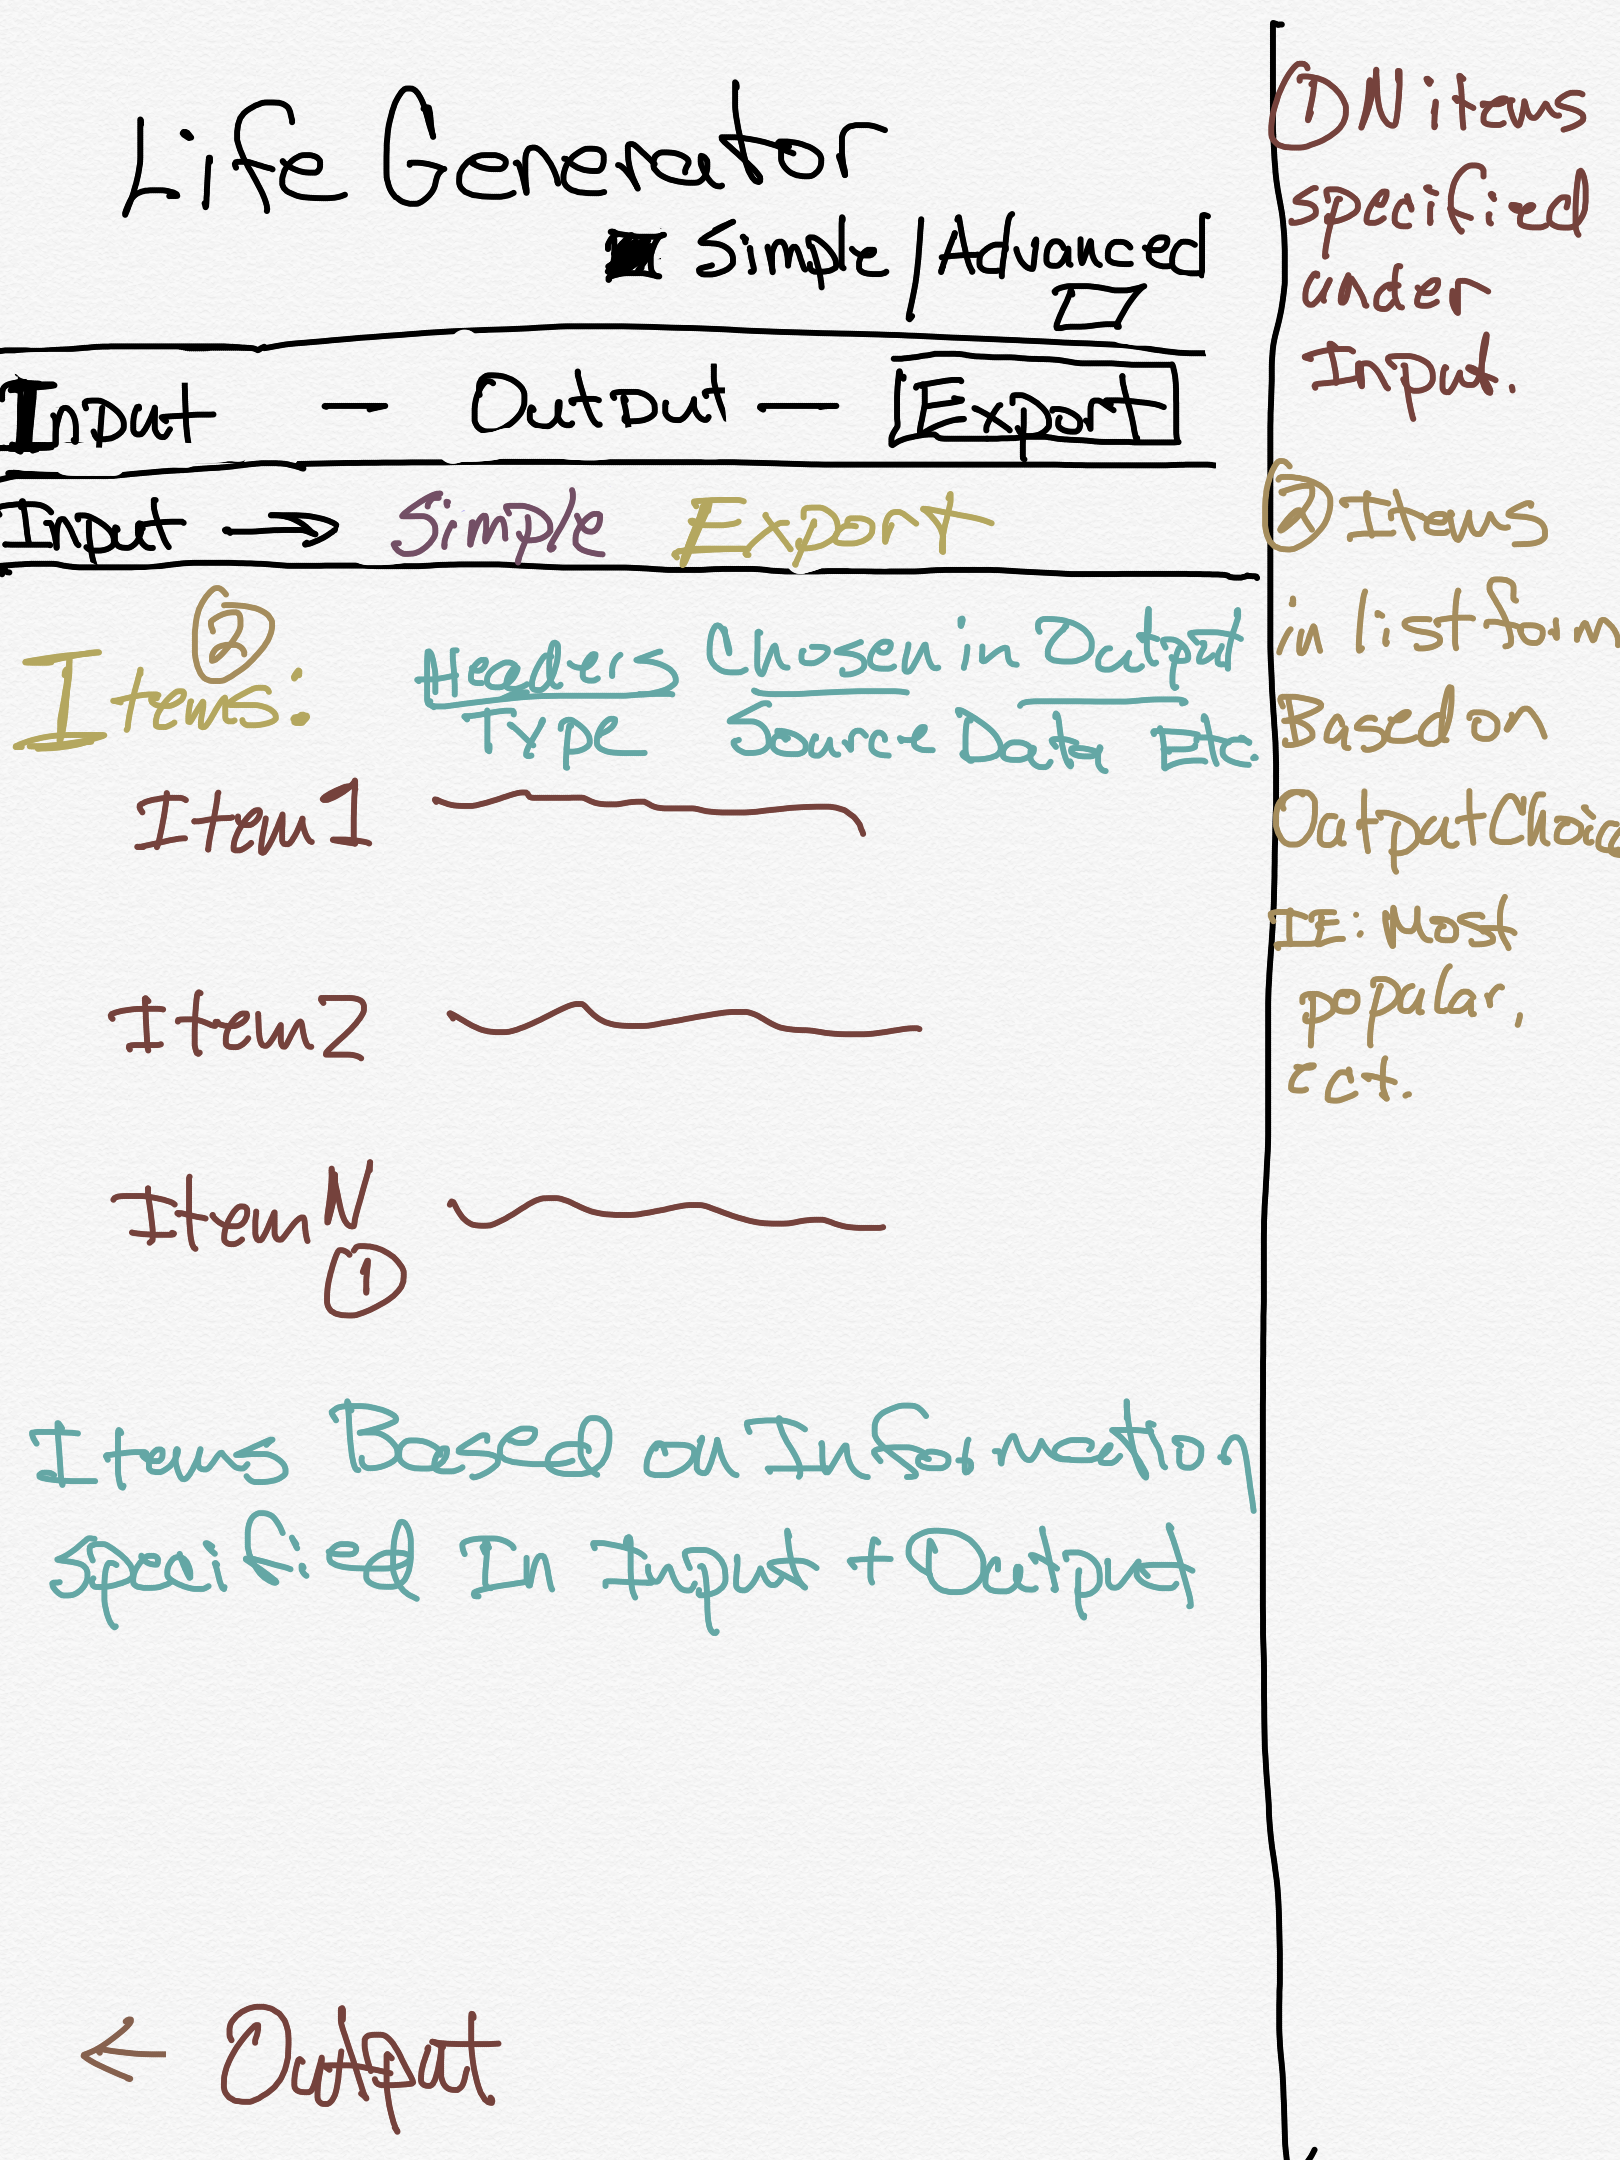 Life Generator
Simple / Advanced
Input — Output — Export
Input → Simple Export
② Items:
Headers Chosen in Output
Type Source Data Etc.
Item 1
Item 2
Item N
①
Items Based on Information
specified In Input + Output
← Output
① N items
specified
under
Input.
② Items
in list form
Based on
Output Choice
IE: Most
popular,
ect.